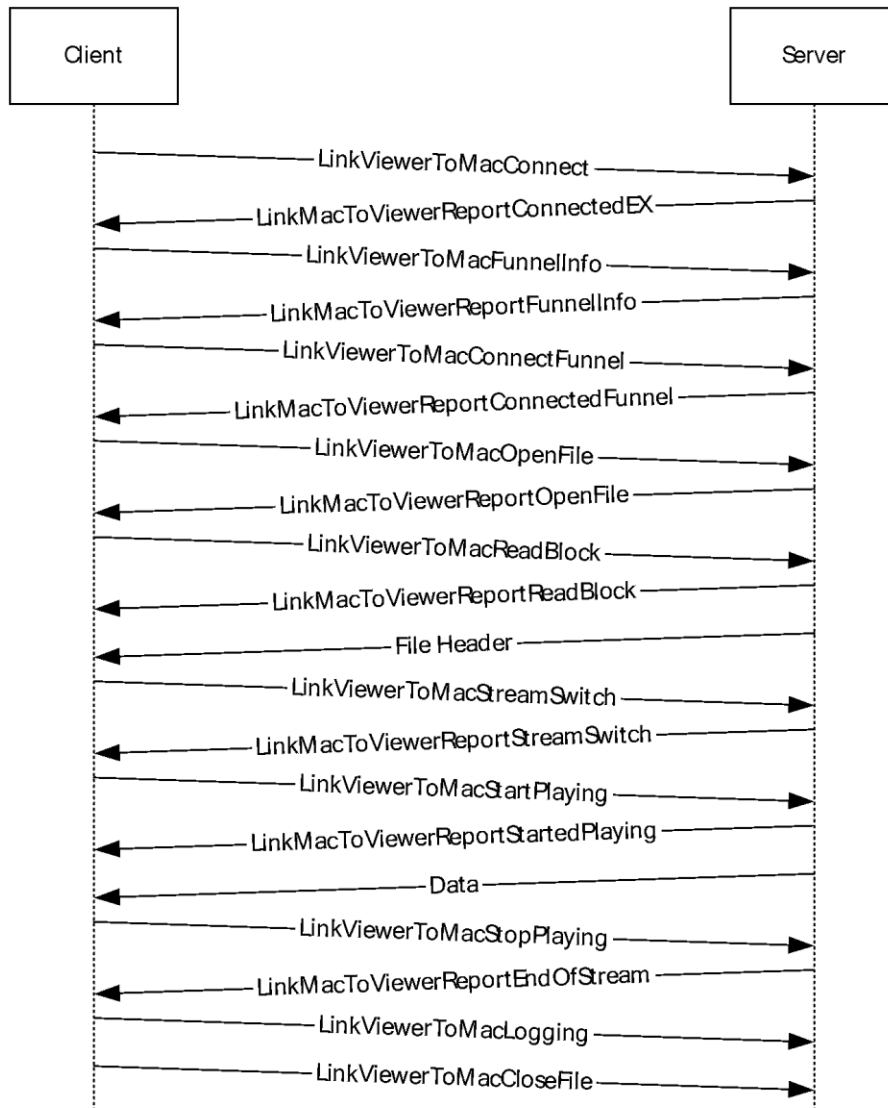 Client
Server
LinkViewerToMacConnect
LinkMacToViewerReportConnectedEX
LinkViewerToMacFunnelInfo
LinkMacToViewerReportFunnelInfo
LinkViewerToMacConnectFunnel
LinkMacToViewerReportConnectedFunnel
LinkViewerToMacOpenFile
LinkMacToViewerReportOpenFile
LinkViewerToMacReadBlock
LinkMacToViewerReportReadBlock
File Header
LinkViewerToMacStreamSwitch
LinkMacToViewerReportStreamSwitch
LinkViewerToMacStartPlaying
LinkMacToViewerReportStartedPlaying
Data
LinkViewerToMacStopPlaying
LinkMacToViewerReportEndOfStream
LinkViewerToMacLogging
LinkViewerToMacCloseFile